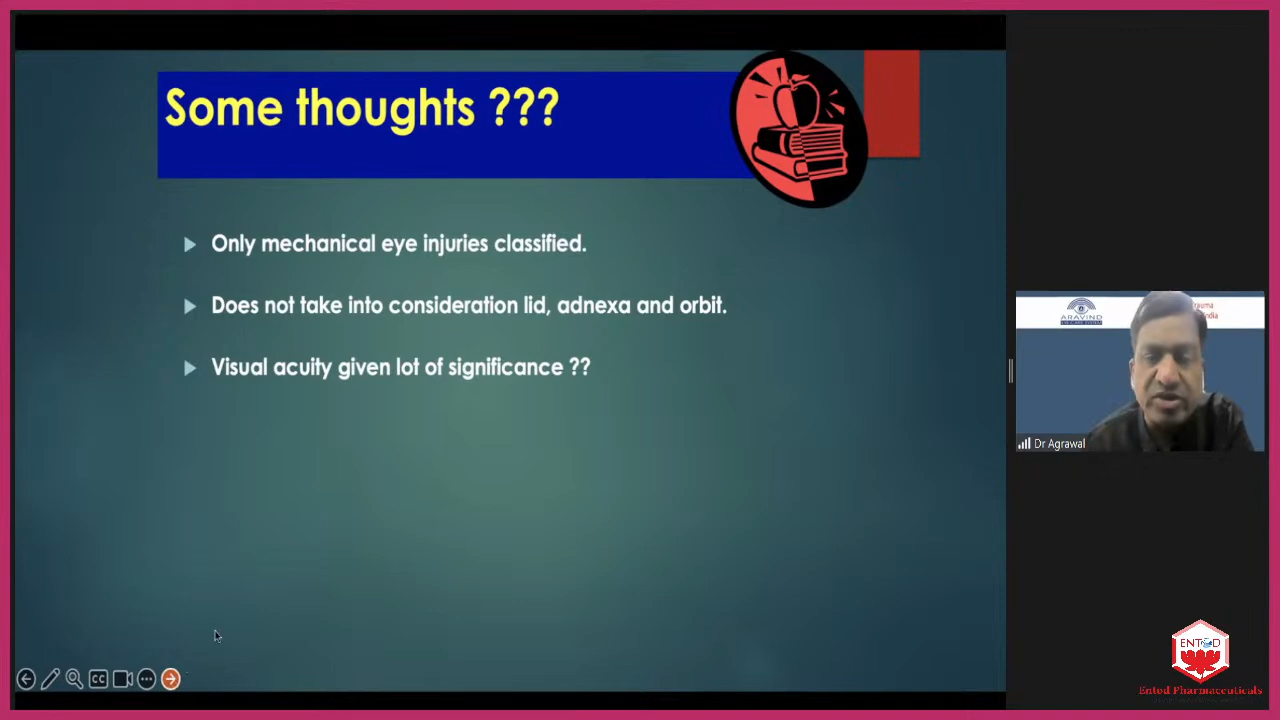 Some thoughts ???
Only mechanical eye injuries classified.
Does not take into consideration lid, adnexa and orbit.
Visual acuity given lot of significance ??
CC
ARAVIND
Dr Agrawal
ENTOD
Entod Pharmaceuticals